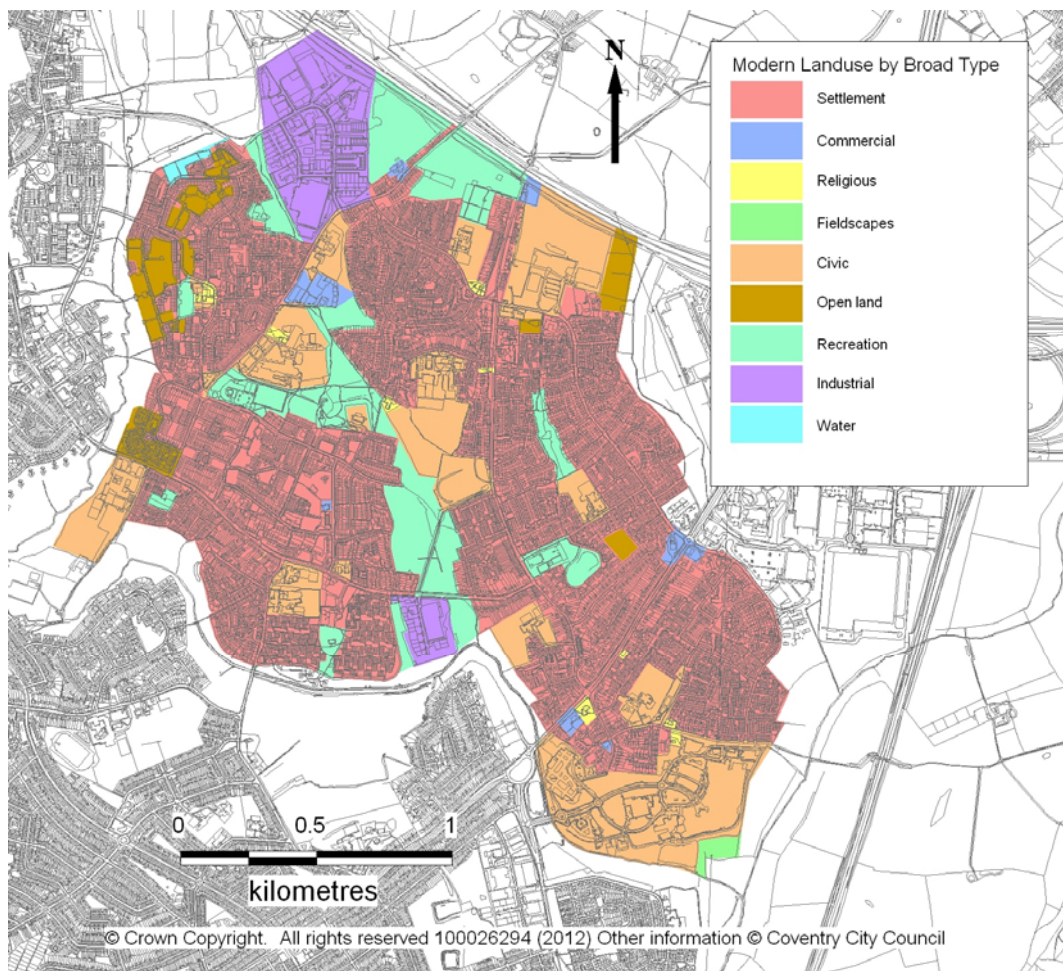 N
Modern Landuse by Broad Type
Settlement
Commercial
Religious
Fieldscapes
Civic
Open land
Recreation
Industrial
Water
0 0.5 1
kilometres
© Crown Copyright. All rights reserved 100026294 (2012) Other information © Coventry City Council